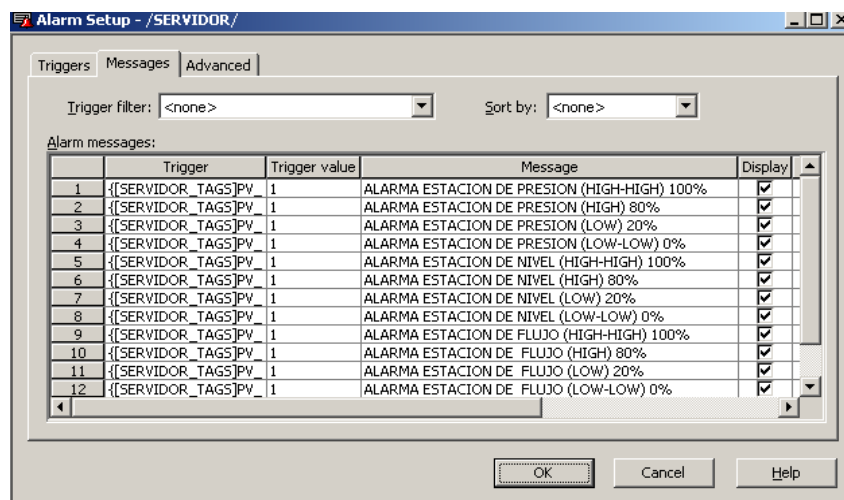 Alarm Setup - /SERVIDOR/
Triggers Messages Advanced
Trigger filter: <none> Sort by: <none>
Alarm messages:
Trigger Trigger value Message Display
1 {[SERVIDOR_TAGS]PV_ 1 ALARMA ESTACION DE PRESION (HIGH-HIGH) 100%
2 {[SERVIDOR_TAGS]PV_ 1 ALARMA ESTACION DE PRESION (HIGH) 80%
3 {[SERVIDOR_TAGS]PV_ 1 ALARMA ESTACION DE PRESION (LOW) 20%
4 {[SERVIDOR_TAGS]PV_ 1 ALARMA ESTACION DE PRESION (LOW-LOW) 0%
5 {[SERVIDOR_TAGS]PV_ 1 ALARMA ESTACION DE NIVEL (HIGH-HIGH) 100%
6 {[SERVIDOR_TAGS]PV_ 1 ALARMA ESTACION DE NIVEL (HIGH) 80%
7 {[SERVIDOR_TAGS]PV_ 1 ALARMA ESTACION DE NIVEL (LOW) 20%
8 {[SERVIDOR_TAGS]PV_ 1 ALARMA ESTACION DE NIVEL (LOW-LOW) 0%
9 {[SERVIDOR_TAGS]PV_ 1 ALARMA ESTACION DE FLUJO (HIGH-HIGH) 100%
10 {[SERVIDOR_TAGS]PV_ 1 ALARMA ESTACION DE FLUJO (HIGH) 80%
11 {[SERVIDOR_TAGS]PV_ 1 ALARMA ESTACION DE FLUJO (LOW) 20%
12 {[SERVIDOR_TAGS]PV_ 1 ALARMA ESTACION DE FLUJO (LOW-LOW) 0%
OK Cancel Help